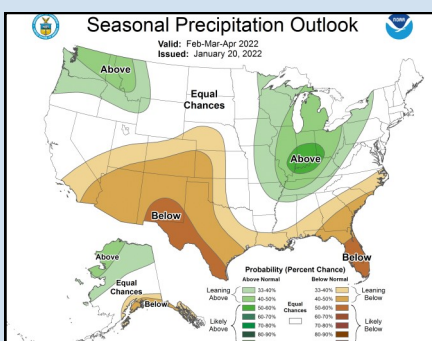 Seasonal Precipitation Outlook
NOAA
Valid: Feb-Mar-Apr 2022
Issued: January 20, 2022
Above
Equal
Chances
Above
Below
Below
Above
Equal
Chances
Below
Probability (Percent Chance)
Above Normal
Below Normal
Leaning
Above
33-40%
40-50%
50-60%
60-70%
70-80%
80-90%
Likely
Above
Equal
Chances
33-40%
40-50%
50-60%
60-70%
70-80%
80-90%
Leaning
Below
Likely
Below